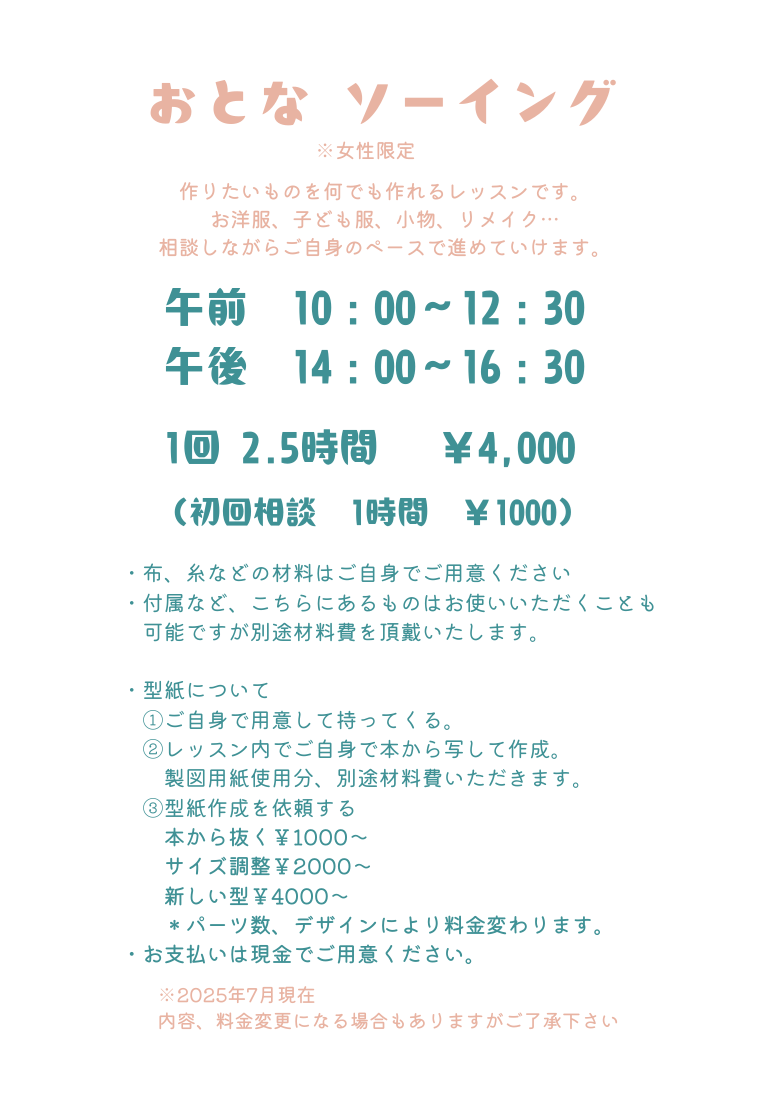 おとな ソーイング
※女性限定
作りたいものを何でも作れるレッスンです。
お洋服、子ども服、小物、リメイク…
相談しながらご自身のペースで進めていけます。
午前　10：00～12：30
午後　14：00～16：30
1回 2.5時間　￥4,000
（初回相談　1時間　￥1000）
・布、糸などの材料はご自身でご用意ください
・付属など、こちらにあるものはお使いいただくことも
可能ですが別途材料費を頂戴いたします。
・型紙について
①ご自身で用意して持ってくる。
②レッスン内でご自身で本から写して作成。
製図用紙使用分、別途材料費いただきます。
③型紙作成を依頼する
本から抜く￥1000～
サイズ調整￥2000～
新しい型￥4000～
＊パーツ数、デザインにより料金変わります。
・お支払いは現金でご用意ください。
※2025年7月現在
内容、料金変更になる場合もありますがご了承下さい